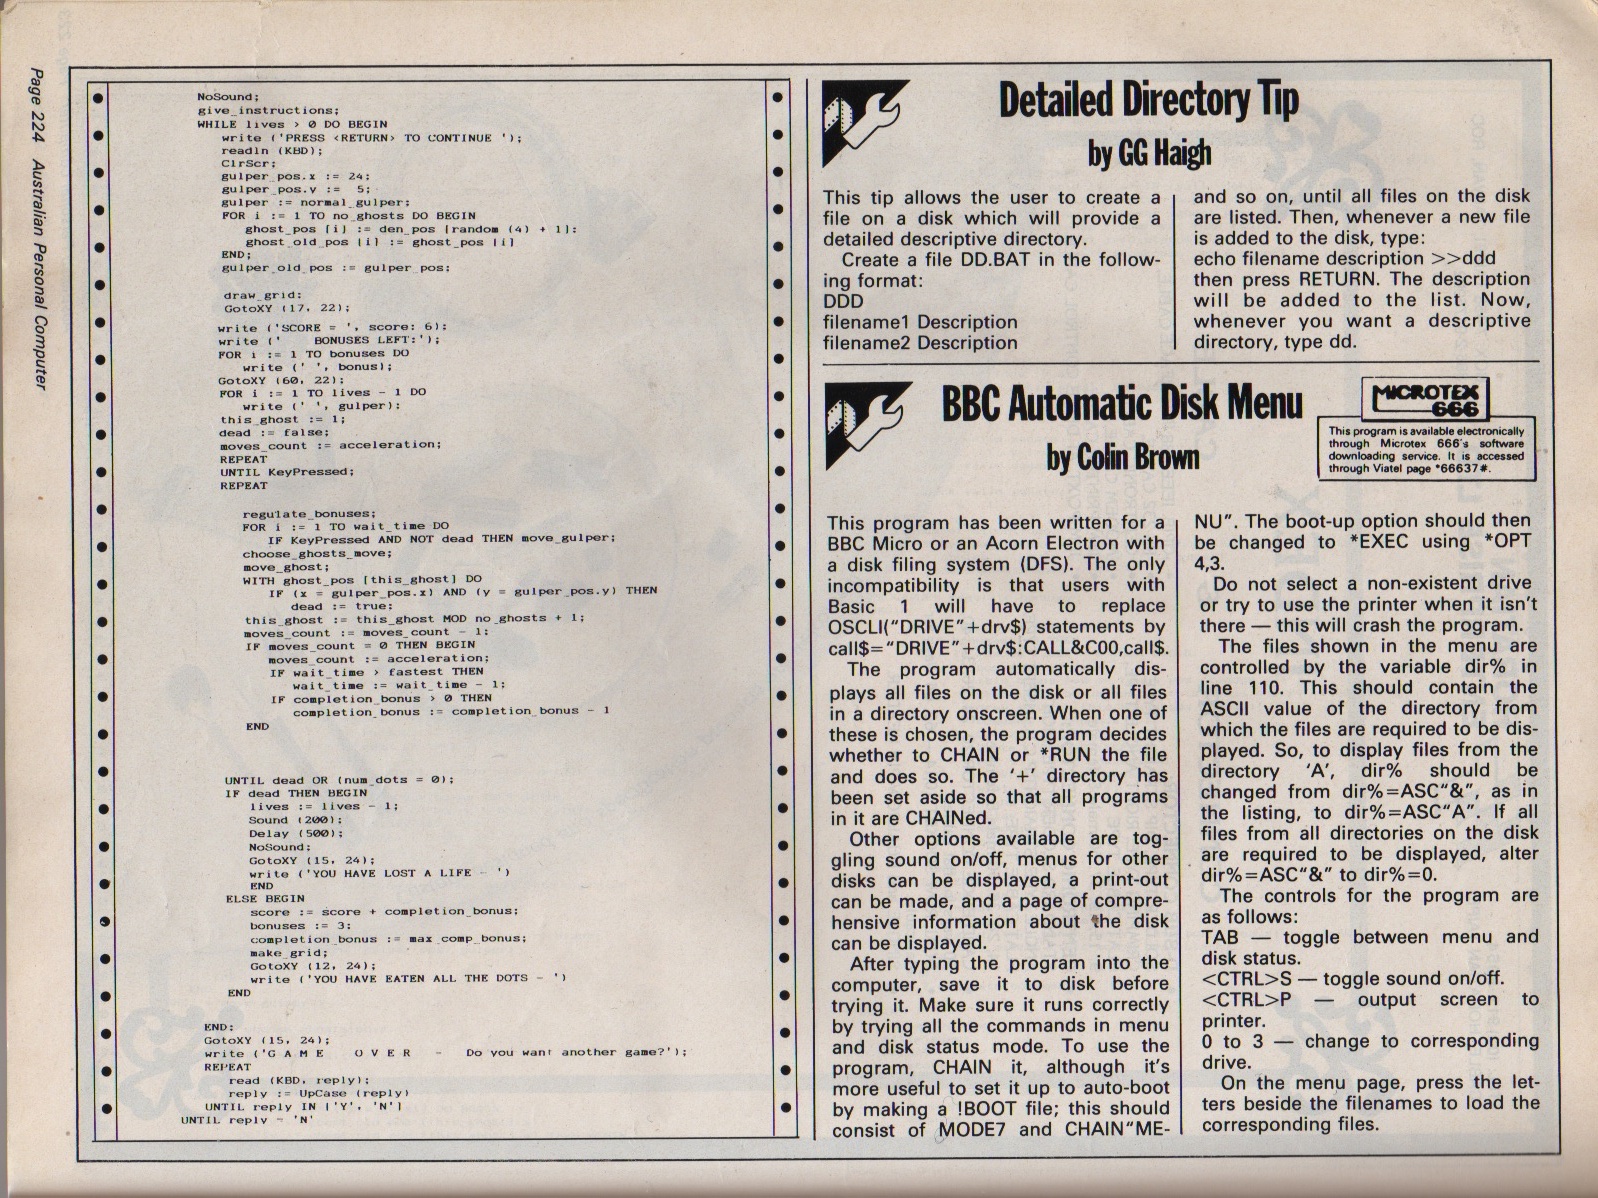 Page 224 Australian Personal Computer
NoSound;
give_instructions;
WHILE lives > 0 DO BEGIN
write ('PRESS <RETURN> TO CONTINUE ');
readln (KBD);
ClrScr;
gulper_pos.x := 24;
gulper_pos.y := 5;
gulper := normal_gulper;
FOR i := 1 TO no_ghosts DO BEGIN
ghost_pos [i] := den_pos [random (4) + 1];
ghost_old_pos [i] := ghost_pos [i]
END;
gulper_old_pos := gulper_pos;
draw_grid;
GotoXY (17, 22);
write ('SCORE = ', score: 6);
write (' BONUSES LEFT:');
FOR i := 1 TO bonuses DO
write (' ', bonus);
GotoXY (60, 22);
FOR i := 1 TO lives - 1 DO
write (' ', gulper);
this_ghost := 1;
dead := false;
moves_count := acceleration;
REPEAT
UNTIL KeyPressed;
REPEAT
regulate_bonuses;
FOR i := 1 TO wait_time DO
IF KeyPressed AND NOT dead THEN move_gulper;
choose_ghosts_move;
move_ghost;
WITH ghost_pos [this_ghost] DO
IF (x = gulper_pos.x) AND (y = gulper_pos.y) THEN
dead := true;
this_ghost := this_ghost MOD no_ghosts + 1;
moves_count := moves_count - 1;
IF moves_count = 0 THEN BEGIN
moves_count := acceleration;
IF wait_time > fastest THEN
wait_time := wait_time - 1;
IF completion_bonus > 0 THEN
completion_bonus := completion_bonus - 1
END
UNTIL dead OR (num_dots = 0);
IF dead THEN BEGIN
lives := lives - 1;
Sound (200);
Delay (500);
NoSound;
GotoXY (15, 24);
write ('YOU HAVE LOST A LIFE - ')
END
ELSE BEGIN
score := score + completion_bonus;
bonuses := 3;
completion_bonus := max_comp_bonus;
make_grid;
GotoXY (12, 24);
write ('YOU HAVE EATEN ALL THE DOTS - ')
END
END;
GotoXY (15, 24);
write ('G A M E O V E R - Do you want another game?');
REPEAT
read (KBD, reply);
reply := UpCase (reply)
UNTIL reply IN ['Y', 'N']
UNTIL reply = 'N'
Detailed Directory Tip
by GG Haigh
This tip allows the user to create a
file on a disk which will provide a
detailed descriptive directory.
Create a file DD.BAT in the follow-
ing format:
DDD
filename1 Description
filename2 Description
and so on, until all files on the disk
are listed. Then, whenever a new file
is added to the disk, type:
echo filename description >>ddd
then press RETURN. The description
will be added to the list. Now,
whenever you want a descriptive
directory, type dd.
BBC Automatic Disk Menu
by Colin Brown
MICROTEX
666
This program is available electronically
through Microtex 666's software
downloading service. It is accessed
through Viatel page *66637#.
This program has been written for a
BBC Micro or an Acorn Electron with
a disk filing system (DFS). The only
incompatibility is that users with
Basic 1 will have to replace
OSCLI("DRIVE"+drv$) statements by
call$="DRIVE"+drv$:CALL&C00,call$.
The program automatically dis-
plays all files on the disk or all files
in a directory onscreen. When one of
these is chosen, the program decides
whether to CHAIN or *RUN the file
and does so. The '+' directory has
been set aside so that all programs
in it are CHAINed.
Other options available are tog-
gling sound on/off, menus for other
disks can be displayed, a print-out
can be made, and a page of compre-
hensive information about the disk
can be displayed.
After typing the program into the
computer, save it to disk before
trying it. Make sure it runs correctly
by trying all the commands in menu
and disk status mode. To use the
program, CHAIN it, although it's
more useful to set it up to auto-boot
by making a !BOOT file; this should
consist of MODE7 and CHAIN"ME-
NU". The boot-up option should then
be changed to *EXEC using *OPT
4,3.
Do not select a non-existent drive
or try to use the printer when it isn't
there — this will crash the program.
The files shown in the menu are
controlled by the variable dir% in
line 110. This should contain the
ASCII value of the directory from
which the files are required to be dis-
played. So, to display files from the
directory 'A', dir% should be
changed from dir%=ASC"&", as in
the listing, to dir%=ASC"A". If all
files from all directories on the disk
are required to be displayed, alter
dir%=ASC"&" to dir%=0.
The controls for the program are
as follows:
TAB — toggle between menu and
disk status.
<CTRL>S — toggle sound on/off.
<CTRL>P — output screen to
printer.
0 to 3 — change to corresponding
drive.
On the menu page, press the let-
ters beside the filenames to load the
corresponding files.